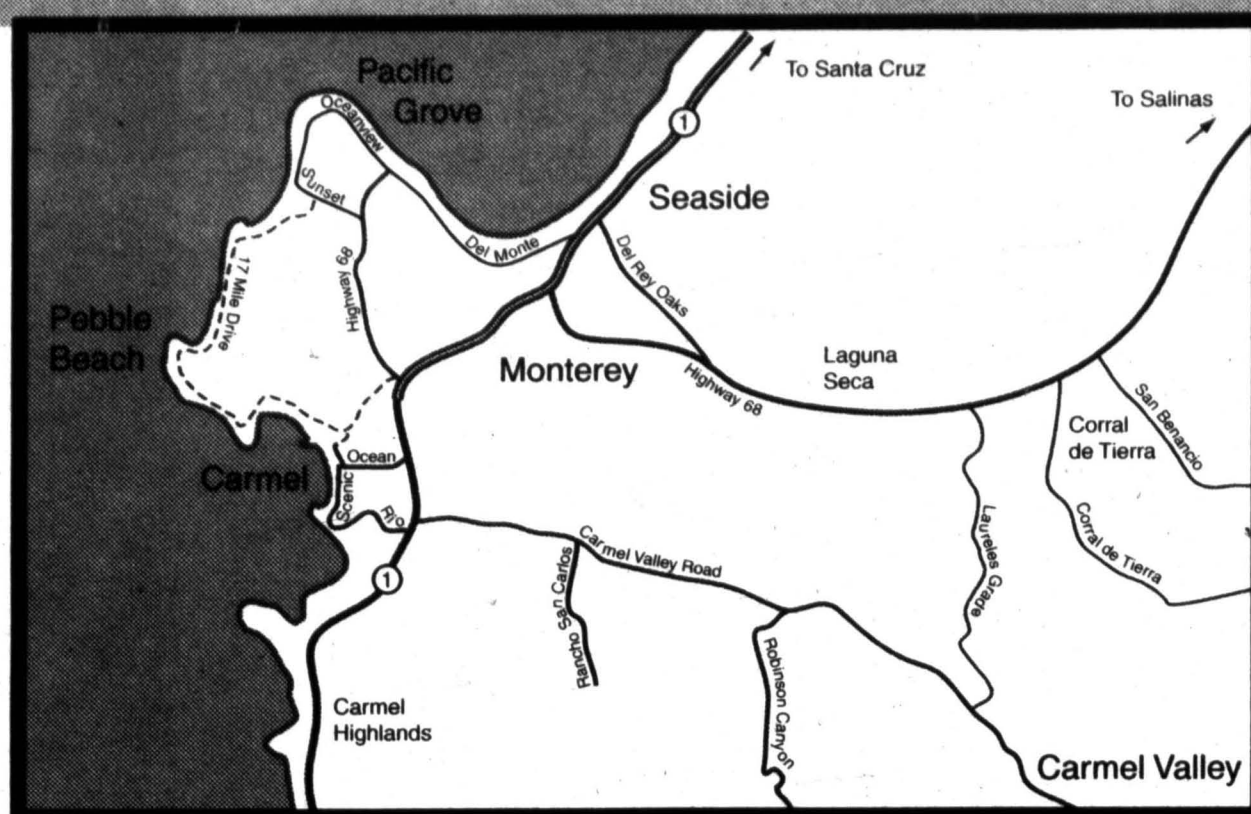 Pacific
Grove
To Santa Cruz
To Salinas
Oceanview
1
Sunset
Seaside
Del Monte
Del Rey Oaks
17 Mile Drive
Highway 68
Pebble
Beach
Monterey
Highway 68
Laguna
Seca
San Benancio
Corral
de Tierra
Ocean
Carmel
Scenic
Rio
Laureles Grade
Corral de Tierra
Carmel Valley Road
1
Rancho San Carlos
Robinson Canyon
Carmel
Highlands
Carmel Valley